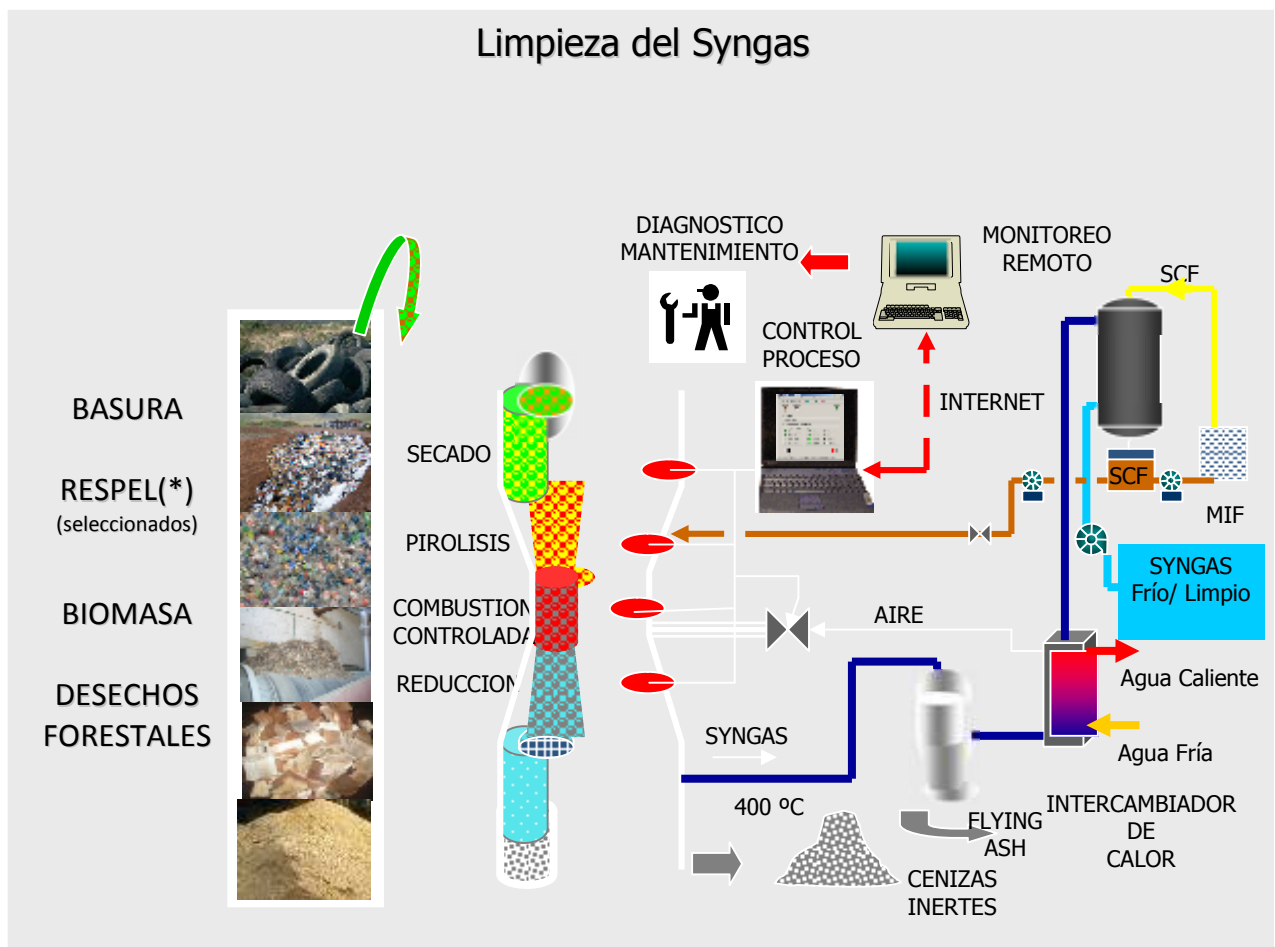 Limpieza del Syngas
DIAGNOSTICO
MANTENIMIENTO
MONITOREO
REMOTO
SCF
CONTROL
PROCESO
INTERNET
BASURA
RESPEL(*)
(seleccionados)
BIOMASA
DESECHOS
FORESTALES
SECADO
PIROLISIS
COMBUSTION
CONTROLADA
REDUCCION
SCF
MIF
SYNGAS
Frío/ Limpio
AIRE
Agua Caliente
Agua Fría
SYNGAS
400 ºC
INTERCAMBIADOR
DE
CALOR
FLYING
ASH
CENIZAS
INERTES